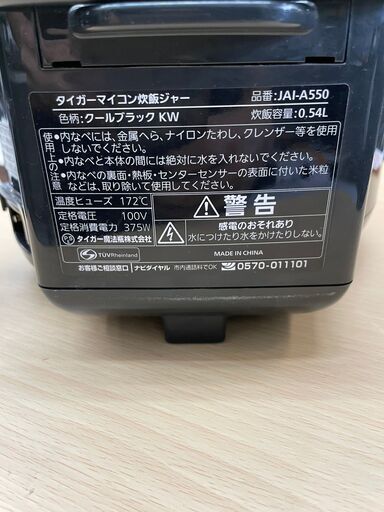 タイガーマイコン炊飯ジャー 品番:JAI-A550
色柄:クールブラック KW 炊飯容量:0.54L
使用上の注意
●内なべには、金属へら、ナイロンたわし、クレンザー等を使用
しないでください。
●内なべと本体の間には絶対に水を入れないでください。
●内なべの裏面・熱板・センターセンサーの表面に付いた米粒
などは、取り除いて使用してください。
温度ヒューズ 172℃
定格電圧 100V
定格消費電力 375W
タイガー魔法瓶株式会社
警告
感電のおそれあり
水につけたり水をかけたりしない。
TÜVRheinland
MADE IN CHINA
お客様ご相談窓口 ナビダイヤル 市内通話料でOK 0570-011101